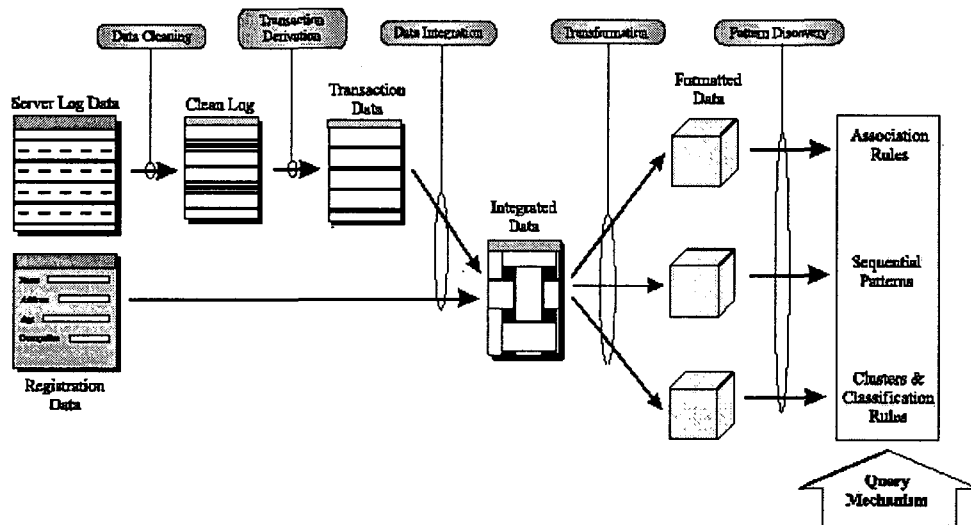 Data Cleaning
Transaction
Derivation
Data Integration
Transformation
Pattern Discovery
Server Log Data
Clean Log
Transaction
Data
Formatted
Data
Integrated
Data
Name
Address
Age
Occupation
Registration
Data
Association
Rules
Sequential
Patterns
Clusters &
Classification
Rules
Query
Mechanism